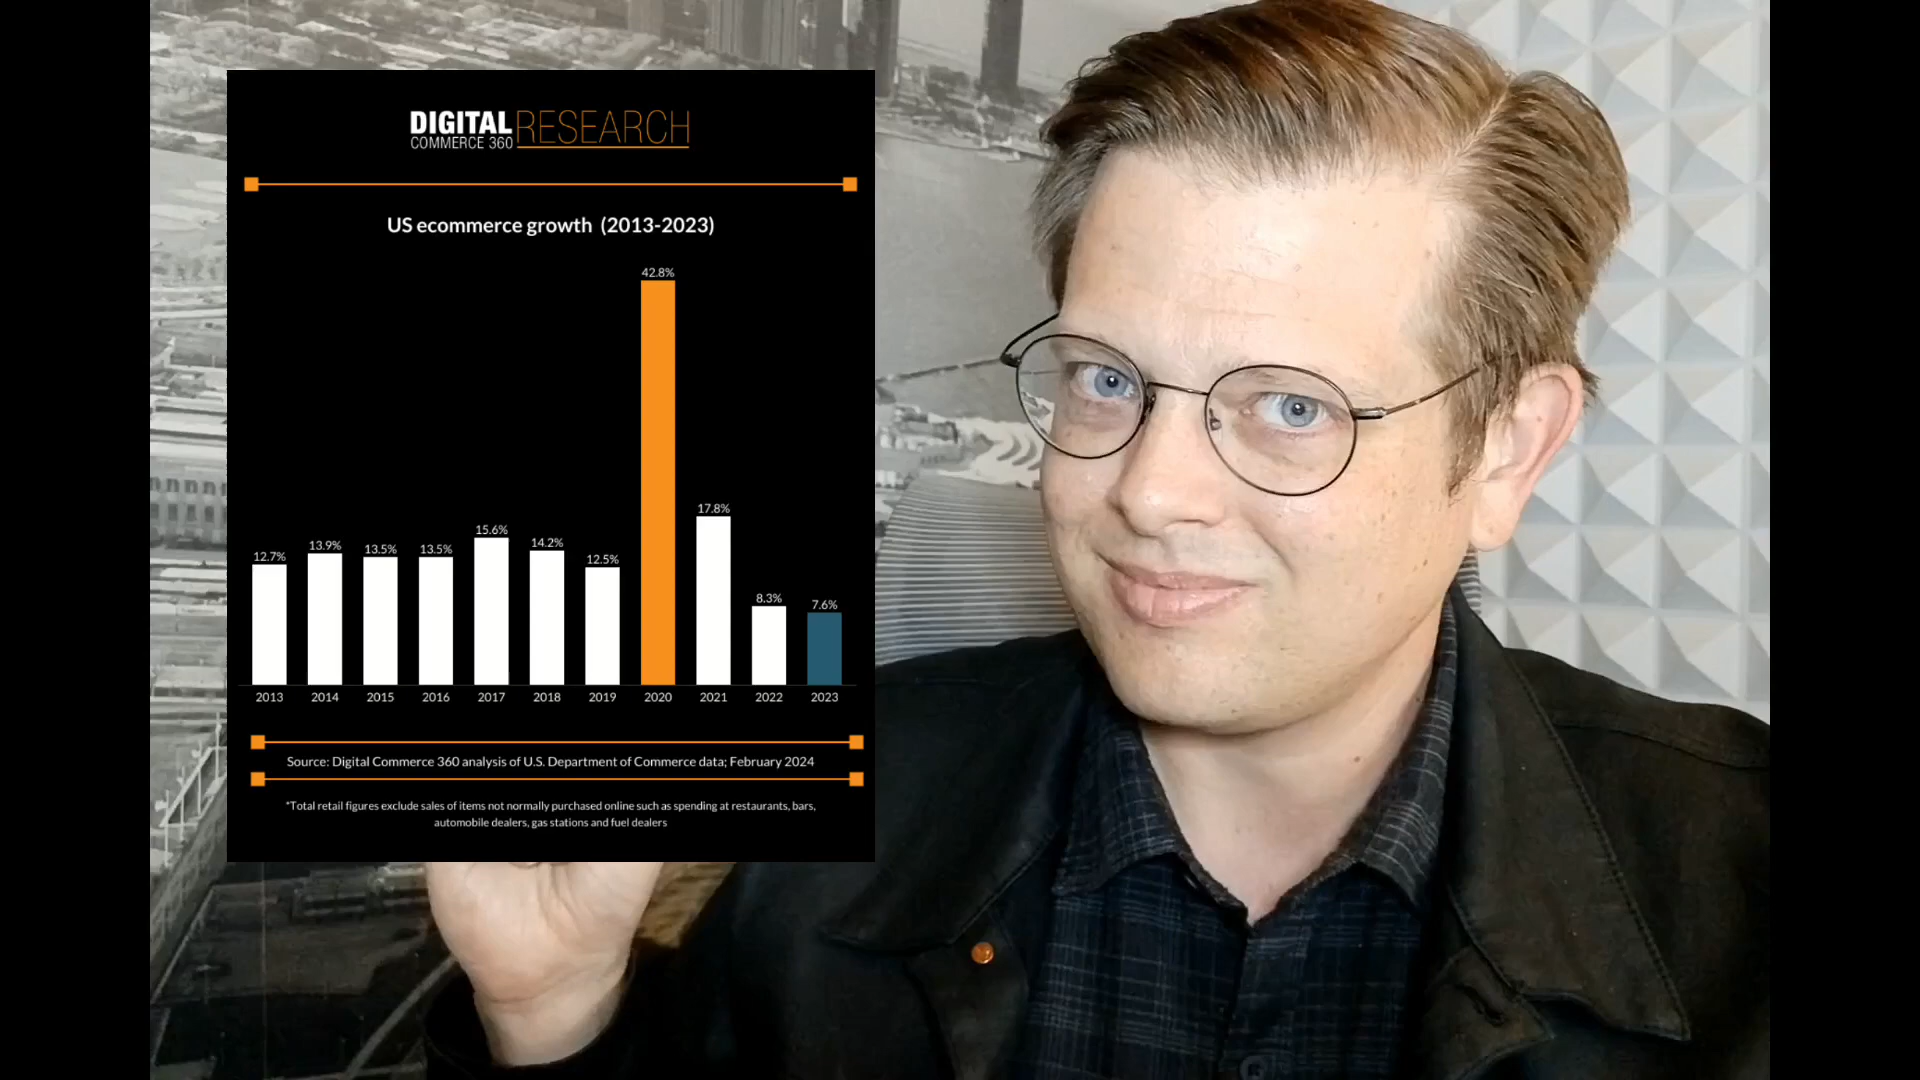 DIGITAL RESEARCH
COMMERCE 360
US ecommerce growth (2013-2023)
42.8%
17.8%
15.6%
14.2%
13.9%
13.5%
13.5%
12.7%
12.5%
8.3%
7.6%
2013 2014 2015 2016 2017 2018 2019 2020 2021 2022 2023
Source: Digital Commerce 360 analysis of U.S. Department of Commerce data; February 2024
*Total retail figures exclude sales of items not normally purchased online such as spending at restaurants, bars,
automobile dealers, gas stations and fuel dealers